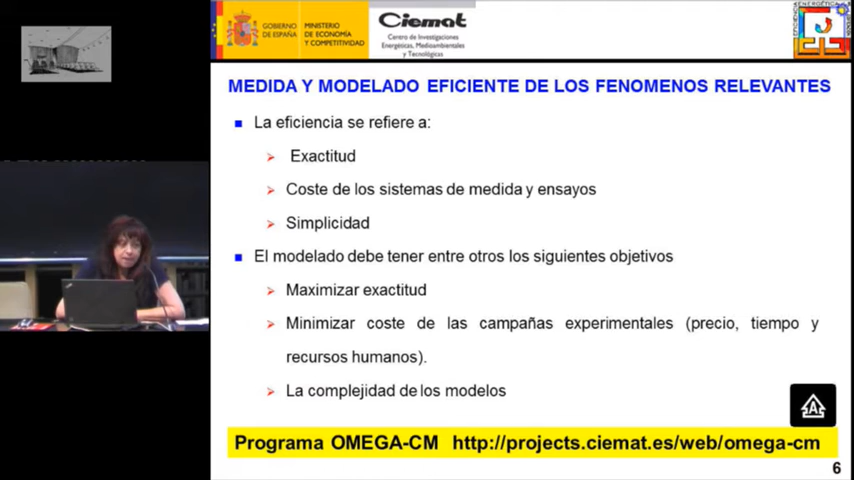 GOBIERNO
DE ESPAÑA
MINISTERIO
DE ECONOMÍA
Y COMPETITIVIDAD
Ciemat
Centro de Investigaciones
Energéticas, Medioambientales
y Tecnológicas
MEDIDA Y MODELADO EFICIENTE DE LOS FENOMENOS RELEVANTES
La eficiencia se refiere a:
Exactitud
Coste de los sistemas de medida y ensayos
Simplicidad
El modelado debe tener entre otros los siguientes objetivos
Maximizar exactitud
Minimizar coste de las campañas experimentales (precio, tiempo y
recursos humanos).
La complejidad de los modelos
A
Programa OMEGA-CM http://projects.ciemat.es/web/omega-cm
6